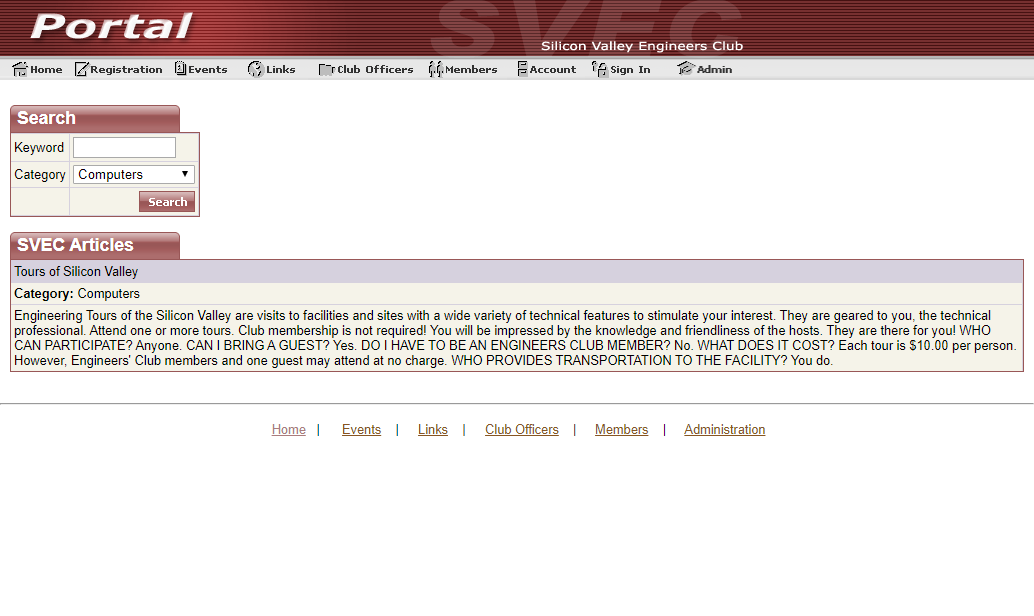 Portal
SVEC
Silicon Valley Engineers Club
Home Registration Events Links Club Officers Members Account Sign In Admin
Search
Keyword
Category Computers
Search
SVEC Articles
Tours of Silicon Valley
Category: Computers
Engineering Tours of the Silicon Valley are visits to facilities and sites with a wide variety of technical features to stimulate your interest. They are geared to you, the technical
professional. Attend one or more tours. Club membership is not required! You will be impressed by the knowledge and friendliness of the hosts. They are there for you! WHO
CAN PARTICIPATE? Anyone. CAN I BRING A GUEST? Yes. DO I HAVE TO BE AN ENGINEERS CLUB MEMBER? No. WHAT DOES IT COST? Each tour is $10.00 per person.
However, Engineers' Club members and one guest may attend at no charge. WHO PROVIDES TRANSPORTATION TO THE FACILITY? You do.
Home | Events | Links | Club Officers | Members | Administration